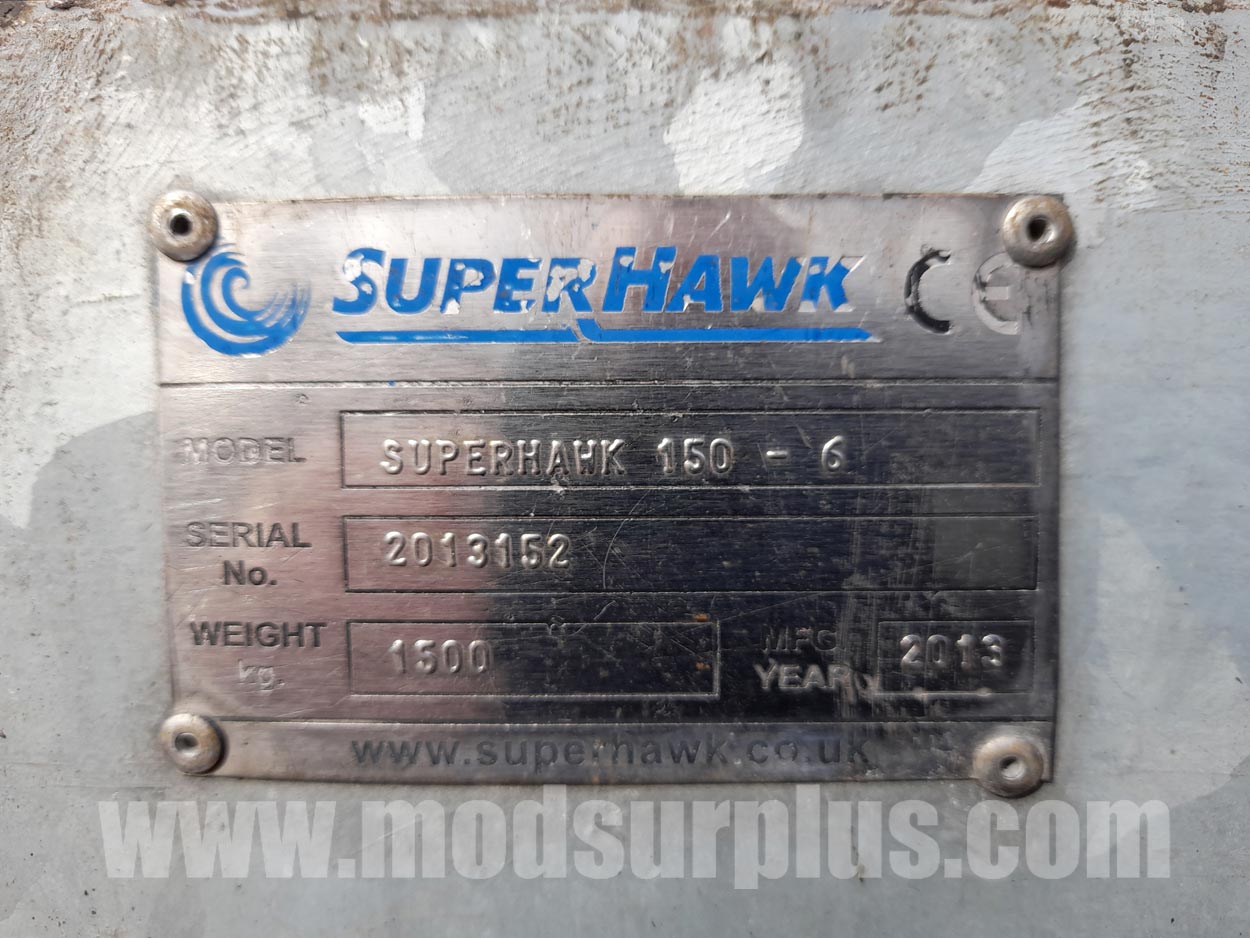 SUPERHAWK CE
MODEL SUPERHAWK 150 - 6
SERIAL No. 2013152
WEIGHT kg. 1500 MFG YEAR 2013
www.superhawk.co.uk
www.modsurplus.com